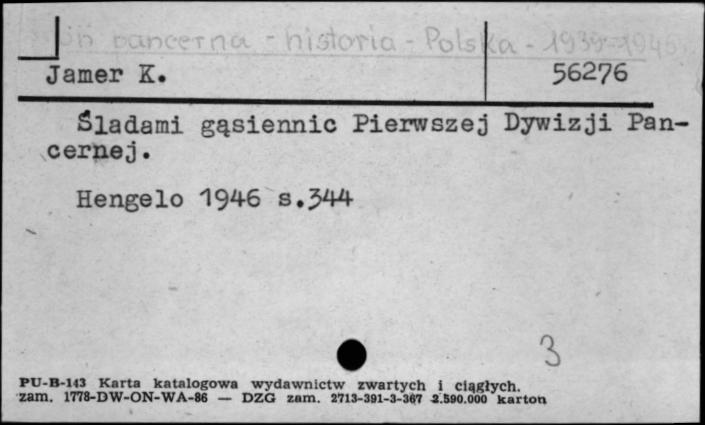 broń pancerna - historia - Polska - 1939-1945
Jamer K.
56276
Śladami gąsiennic Pierwszej Dywizji Pan-
cernej.
Hengelo 1946 s.344
3
PU-B-143 Karta katalogowa wydawnictw zwartych i ciągłych.
zam. 1778-DW-ON-WA-86 — DZG zam. 2713-391-3-367 2.590.000 karton